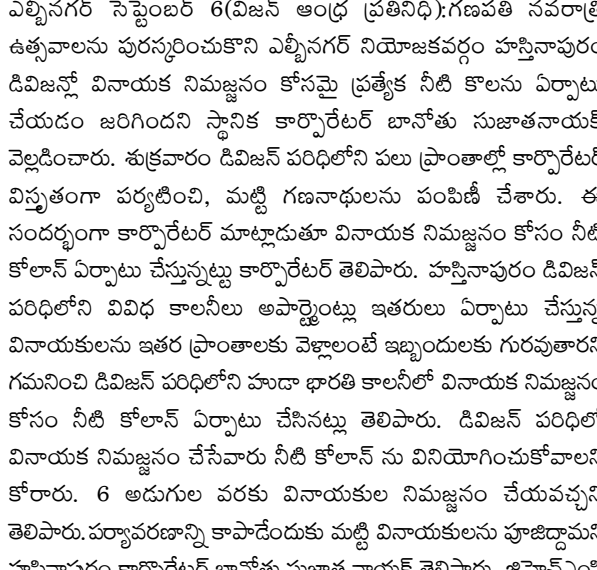 ఎల్బీనగర్ సెప్టెంబర్ 6(విజన్ ఆంధ్ర ప్రతినిధి):గణపతి నవరాత్రి
ఉత్సవాలను పురస్కరించుకొని ఎల్బీనగర్ నియోజకవర్గం హస్తినాపురం
డివిజన్లో వినాయక నిమజ్జనం కోసమై ప్రత్యేక నీటి కొలను ఏర్పాటు
చేయడం జరిగిందని స్థానిక కార్పొరేటర్ బానోతు సుజాతనాయక్
వెల్లడించారు. శుక్రవారం డివిజన్ పరిధిలోని పలు ప్రాంతాల్లో కార్పొరేటర్
విస్తృతంగా పర్యటించి, మట్టి గణనాథులను పంపిణీ చేశారు. ఈ
సందర్భంగా కార్పొరేటర్ మాట్లాడుతూ వినాయక నిమజ్జనం కోసం నీటి
కోలాన్ ఏర్పాటు చేస్తున్నట్టు కార్పొరేటర్ తెలిపారు. హస్తినాపురం డివిజన్
పరిధిలోని వివిధ కాలనీలు అపార్ట్మెంట్లు ఇతరులు ఏర్పాటు చేస్తున్న
వినాయకులను ఇతర ప్రాంతాలకు వెళ్లాలంటే ఇబ్బందులకు గురవుతారని
గమనించి డివిజన్ పరిధిలోని హుడా భారతి కాలనీలో వినాయక నిమజ్జనం
కోసం నీటి కోలాన్ ఏర్పాటు చేసినట్లు తెలిపారు. డివిజన్ పరిధిలో
వినాయక నిమజ్జనం చేసేవారు నీటి కోలాన్ ను వినియోగించుకోవాలని
కోరారు. 6 అడుగుల వరకు వినాయకుల నిమజ్జనం చేయవచ్చని
తెలిపారు.పర్యావరణాన్ని కాపాడేందుకు మట్టి వినాయకులను పూజిద్దామని
హస్తినాపురం కార్పొరేటర్ బానోతు సుజాత నాయక్ తెలిపారు.